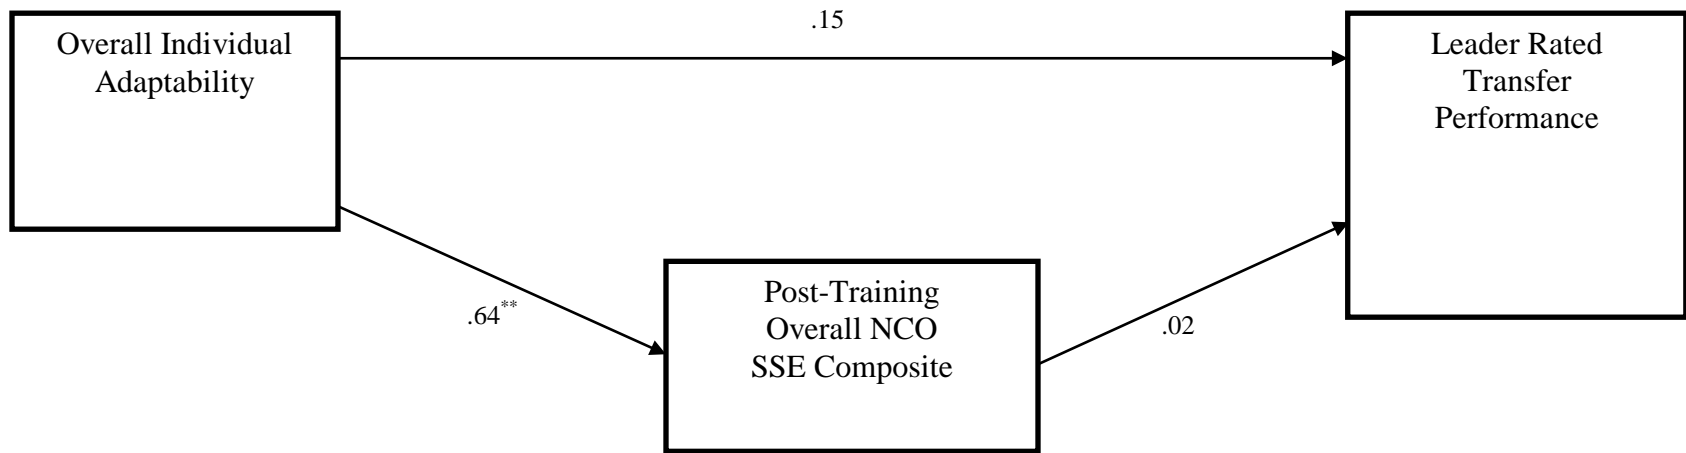 .15
Overall Individual
Adaptability
Leader Rated
Transfer
Performance
.64**
Post-Training
Overall NCO
SSE Composite
.02